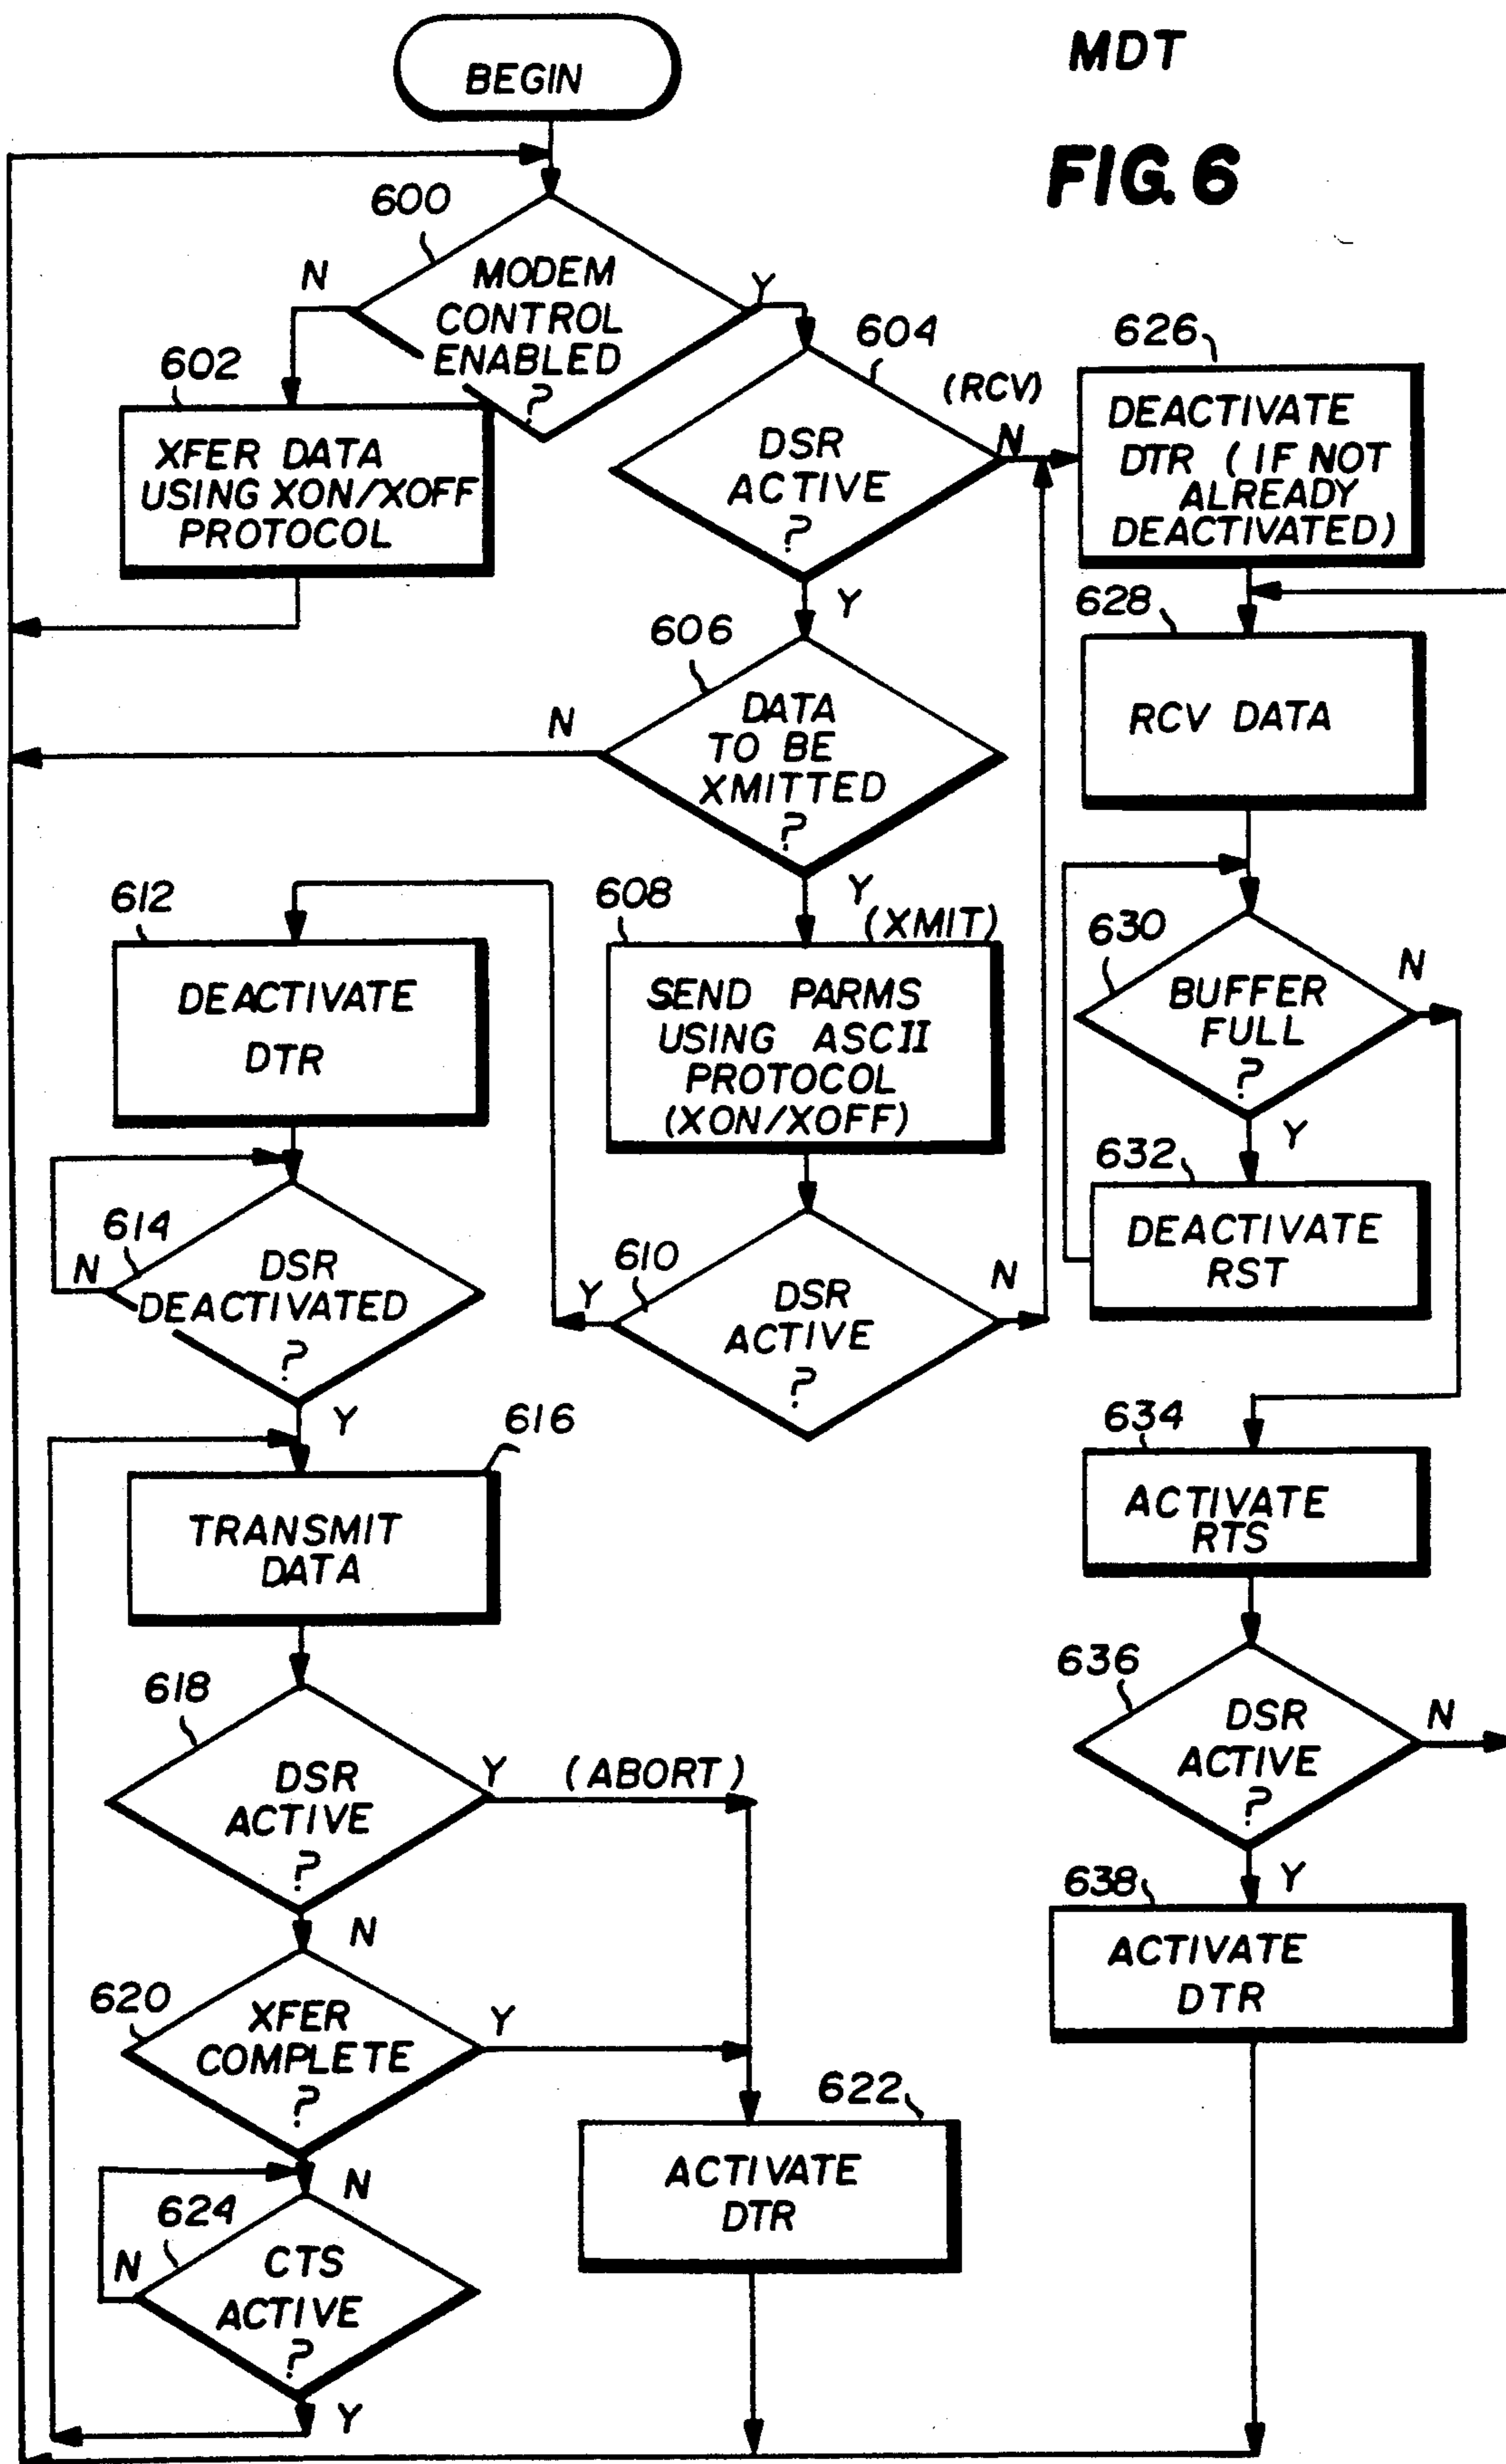 MDT
FIG. 6
BEGIN
600
MODEM
CONTROL
ENABLED
?
N
Y
602
XFER DATA
USING XON/XOFF
PROTOCOL
604
DSR
ACTIVE
?
(RCV)
N
Y
606
DATA
TO BE
XMITTED
?
N
Y
(XMIT)
608
SEND PARMS
USING ASCII
PROTOCOL
(XON/XOFF)
610
DSR
ACTIVE
?
Y
N
612
DEACTIVATE
DTR
614
DSR
DEACTIVATED
?
N
Y
616
TRANSMIT
DATA
618
DSR
ACTIVE
?
Y
(ABORT)
N
620
XFER
COMPLETE
?
Y
N
622
ACTIVATE
DTR
624
CTS
ACTIVE
?
N
Y
626
DEACTIVATE
DTR (IF NOT
ALREADY
DEACTIVATED)
628
RCV DATA
630
BUFFER
FULL
?
N
Y
632
DEACTIVATE
RST
634
ACTIVATE
RTS
636
DSR
ACTIVE
?
N
Y
638
ACTIVATE
DTR